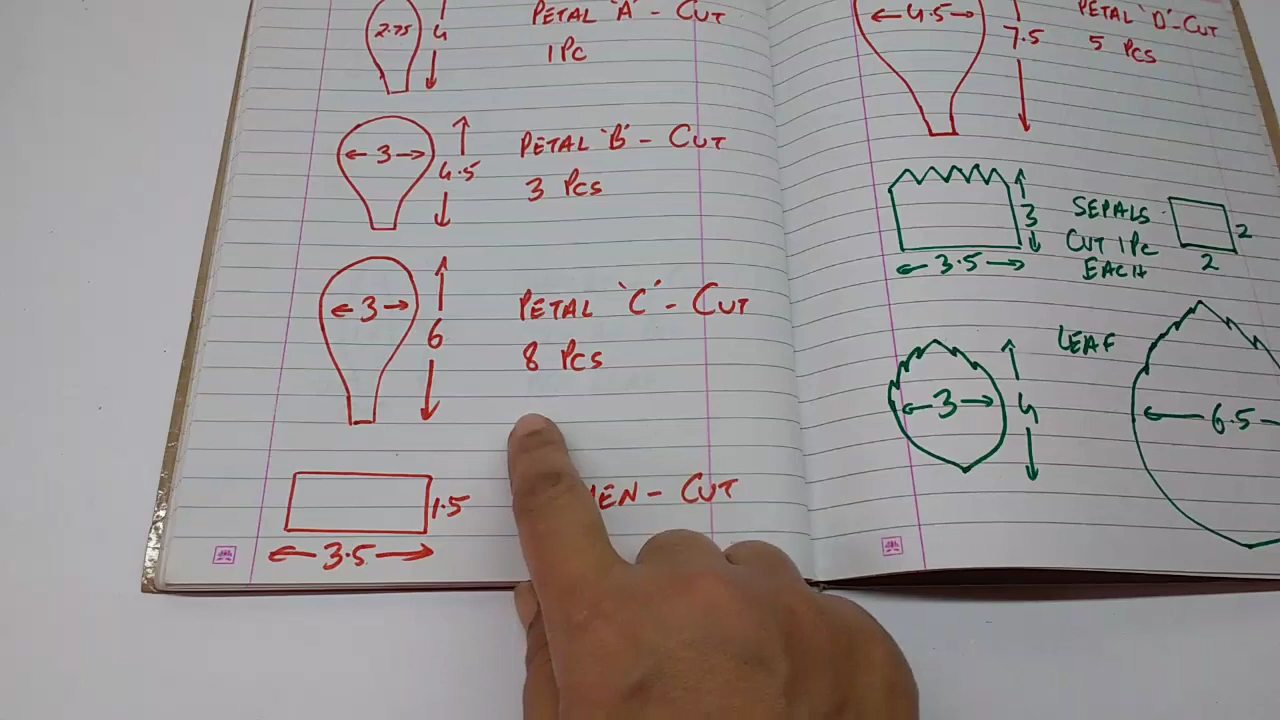 PETAL 'A' - CUT
1 Pc
2.75
4
PETAL 'B' - CUT
3 Pcs
3
4.5
PETAL 'C' - CUT
8 Pcs
3
6
- CUT
1.5
3.5
PETAL 'D' - CUT
5 Pcs
4.5
7.5
SEPALS
CUT 1 Pc
EACH
3
3.5
2
2
LEAF
3
4
6.5